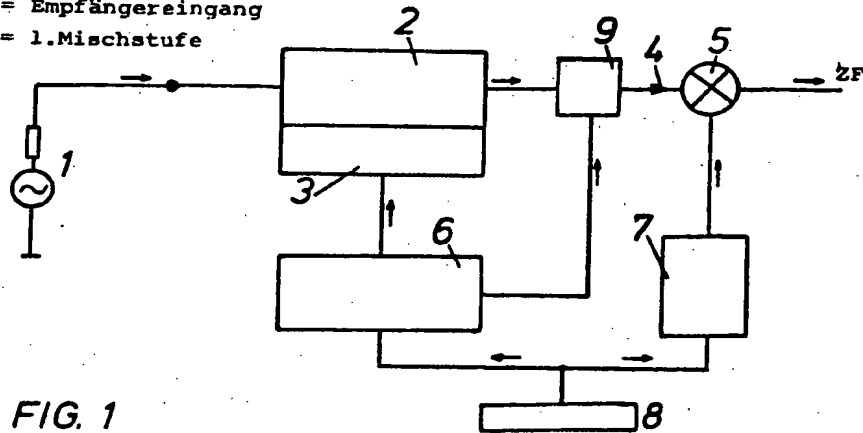 = Empfängereingang
= 1.Mischstufe
2
9
4
5
ZF
1
3
6
7
8
FIG. 1